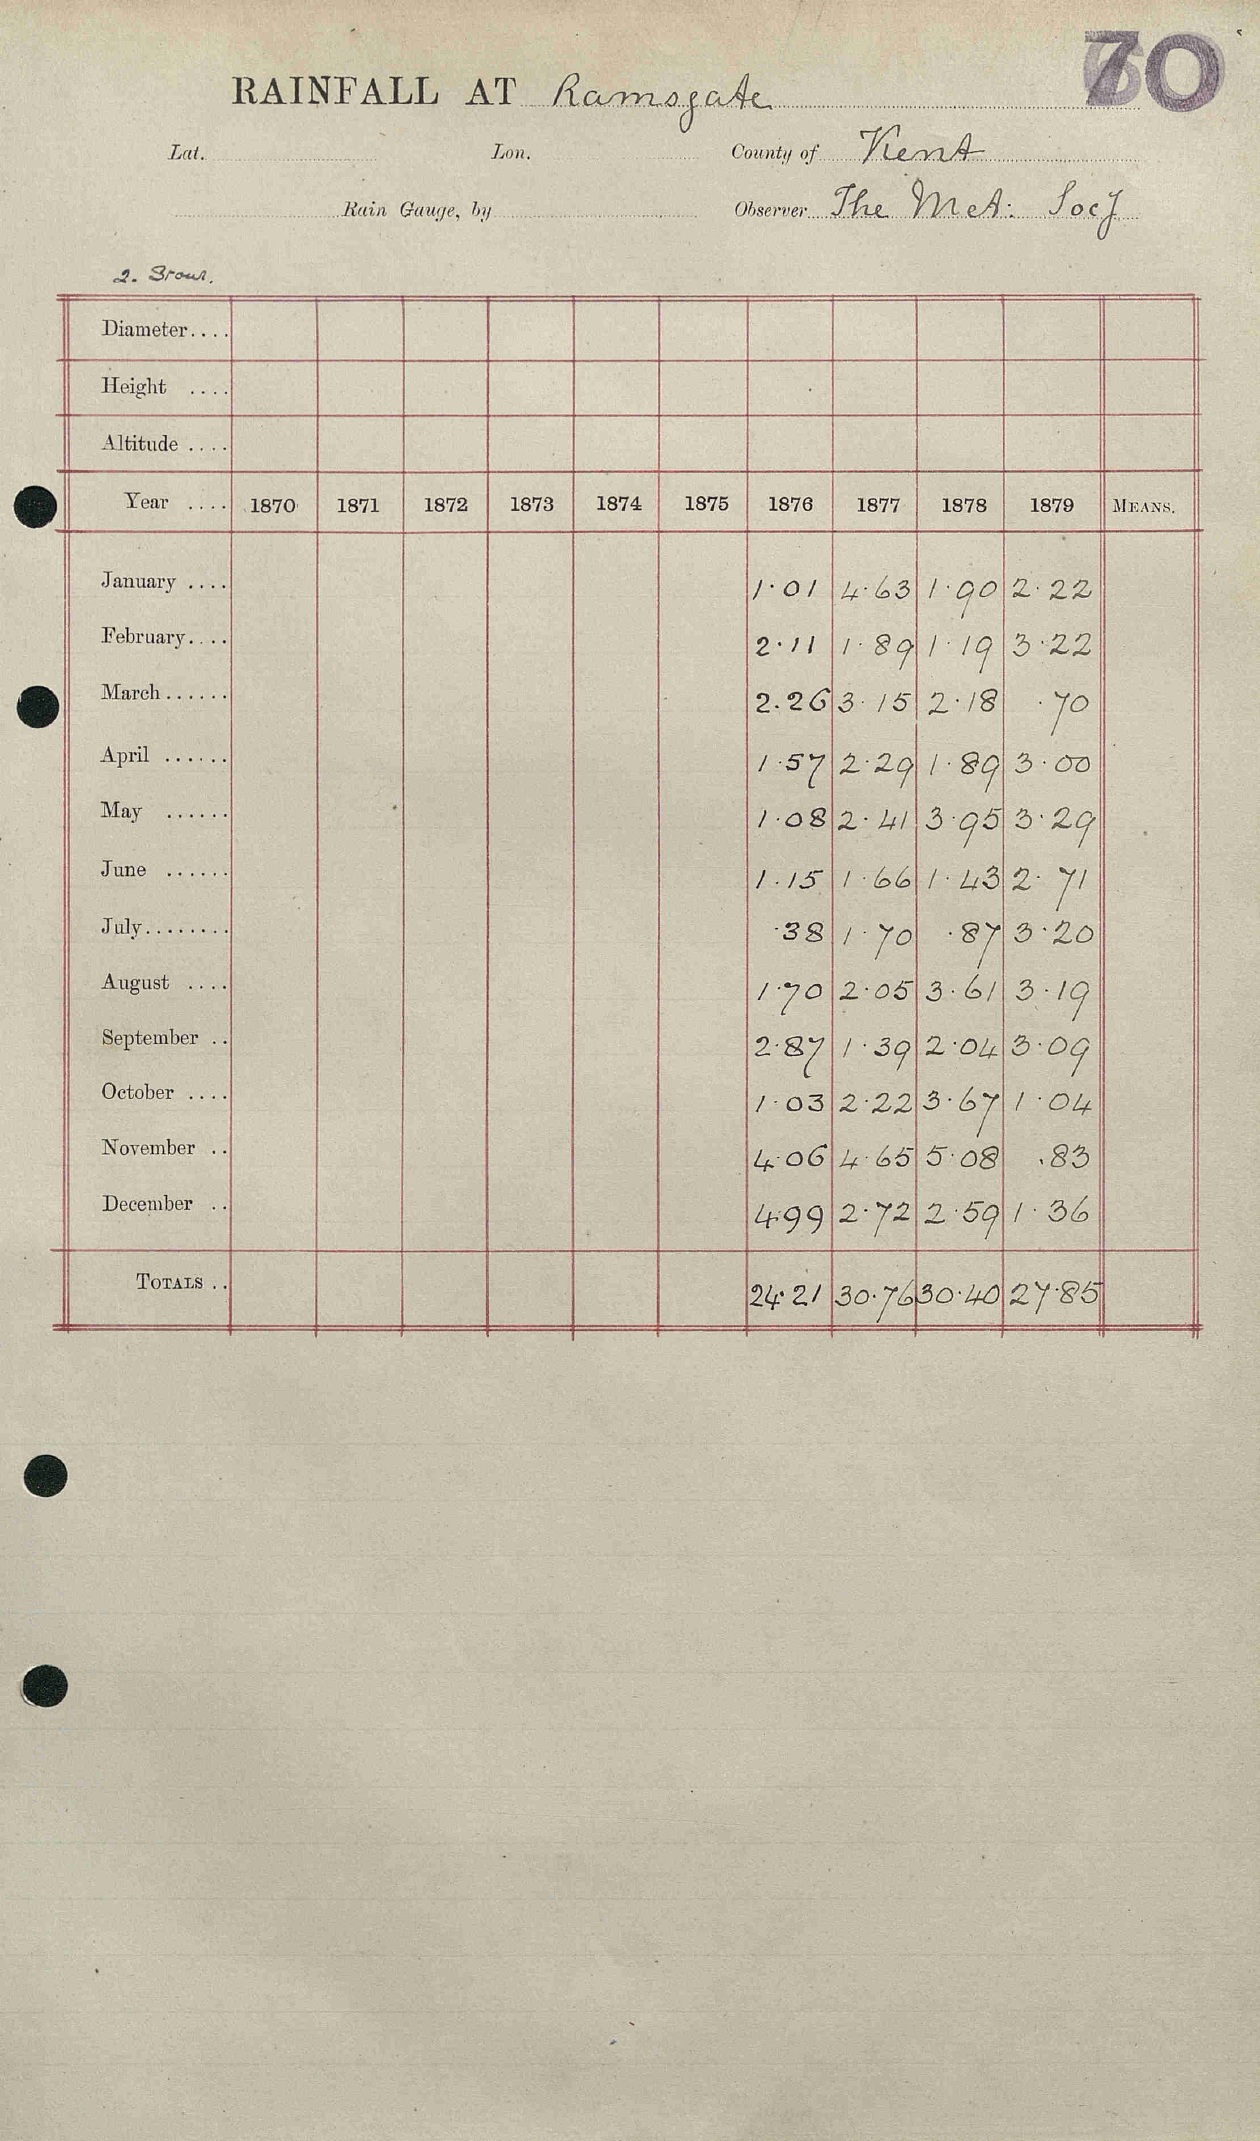 70
RAINFALL AT Ramsgate
Lat. Lon. County of Kent
Rain Gauge, by Observer The Met: Socy
2. Stour.
Diameter....
Height ....
Altitude ....
Year .... 1870 1871 1872 1873 1874 1875 1876 1877 1878 1879 MEANS.
January .... 1·01 4·63 1·90 2·22
February.... 2·11 1·89 1·19 3·22
March...... 2.26 3·15 2·18 ·70
April ...... 1·57 2·29 1·89 3·00
May ...... 1·08 2·41 3·95 3·29
June ...... 1.15 1·66 1·43 2·71
July........ ·38 1·70 ·87 3·20
August .... 1·70 2·05 3·61 3·19
September .. 2·87 1·39 2·04 3·09
October .... 1·03 2·22 3·67 1·04
November .. 4·06 4·65 5·08 .83
December .. 4·99 2·72 2·59 1·36
TOTALS .. 24·21 30·76 30·40 27·85